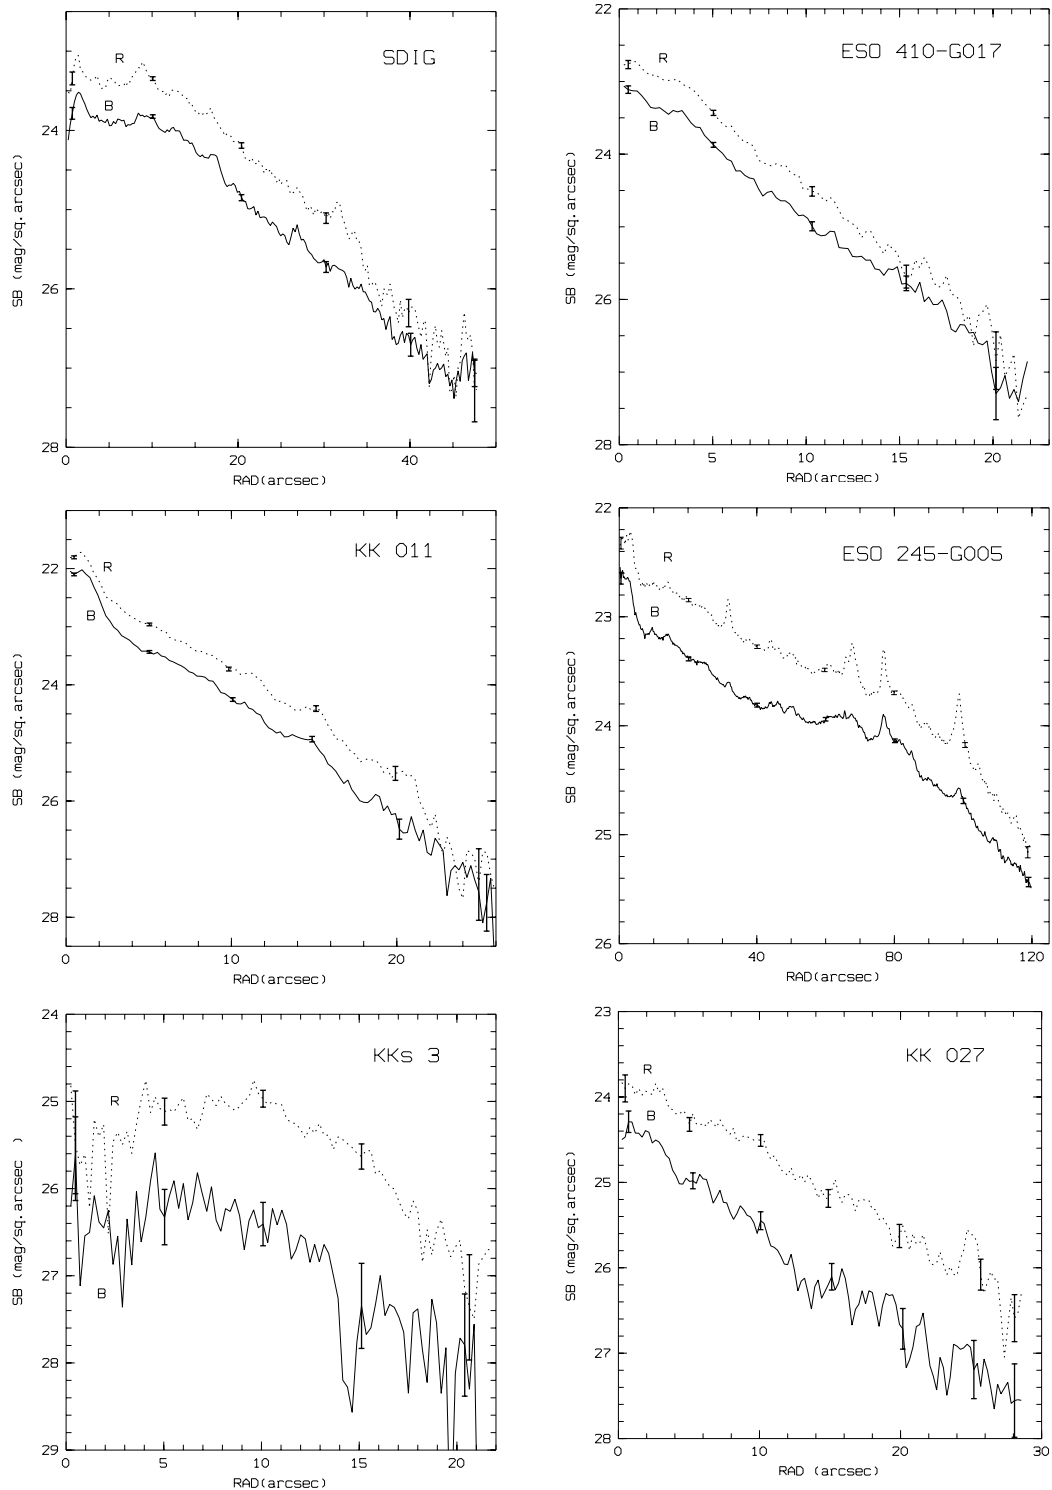 SDIG
R
B
24
26
28
0
20
40
RAD(arcsec)
SB (mag/sq.arcsec)
ESO 410-G017
R
B
22
24
26
28
0
5
10
15
20
RAD(arcsec)
SB (mag/sq.arcsec)
KK 011
R
B
22
24
26
28
0
10
20
RAD(arcsec)
SB (mag/sq.arcsec)
ESO 245-G005
R
B
22
23
24
25
26
0
40
60
80
100
120
RAD(arcsec)
SB (mag/sq.arcsec)
KKs 3
R
B
24
25
26
27
28
29
0
5
10
15
20
RAD(arcsec)
SB (mag/sq.arcsec )
KK 027
R
B
23
24
25
26
27
28
0
10
20
30
RAD (arcsec)
SB (mag/sq.arcsec)